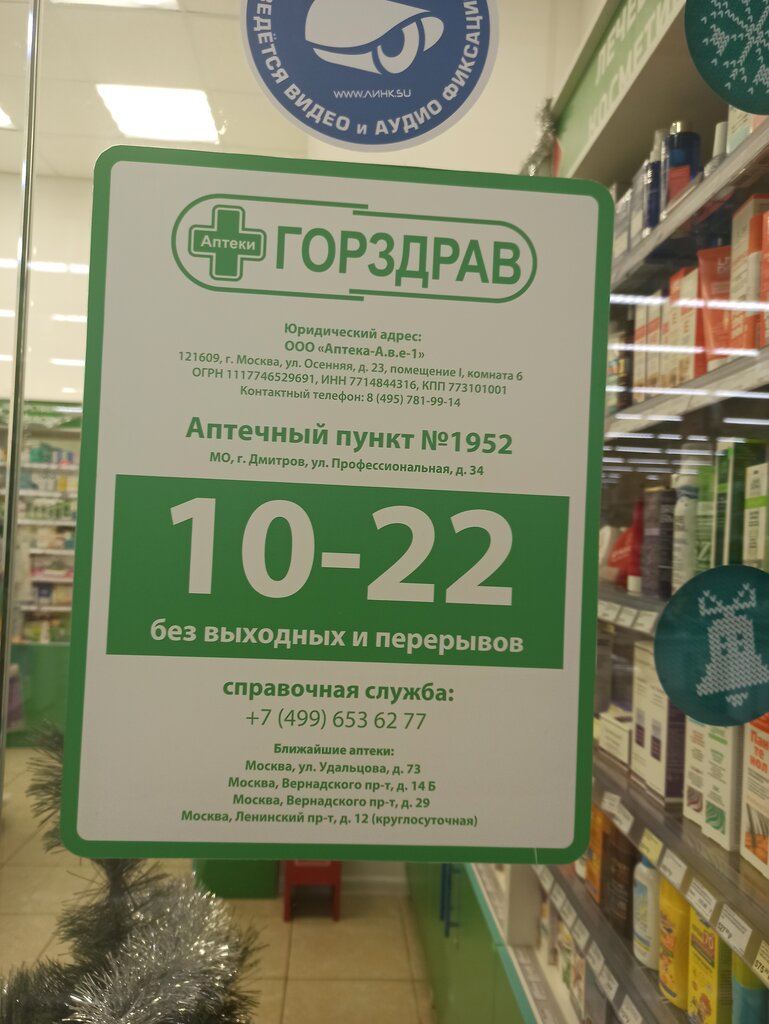 ВЕДЁТСЯ ВИДЕО и АУДИО ФИКСАЦИЯ
WWW.ЛИНК.SU
ЛЕЧЕБ
КОСМЕТИК
Аптеки ГОРЗДРАВ
Юридический адрес:
ООО «Аптека-А.в.е-1»
121609, г. Москва, ул. Осенняя, д. 23, помещение I, комната 6
ОГРН 1117746529691, ИНН 7714844316, КПП 773101001
Контактный телефон: 8 (495) 781-99-14
Аптечный пункт №1952
МО, г. Дмитров, ул. Профессиональная, д. 34
10-22
без выходных и перерывов
справочная служба:
+7 (499) 653 62 77
Ближайшие аптеки:
Москва, ул. Удальцова, д. 73
Москва, Вернадского пр-т, д. 14 Б
Москва, Вернадского пр-т, д. 29
Москва, Ленинский пр-т, д. 12 (круглосуточная)